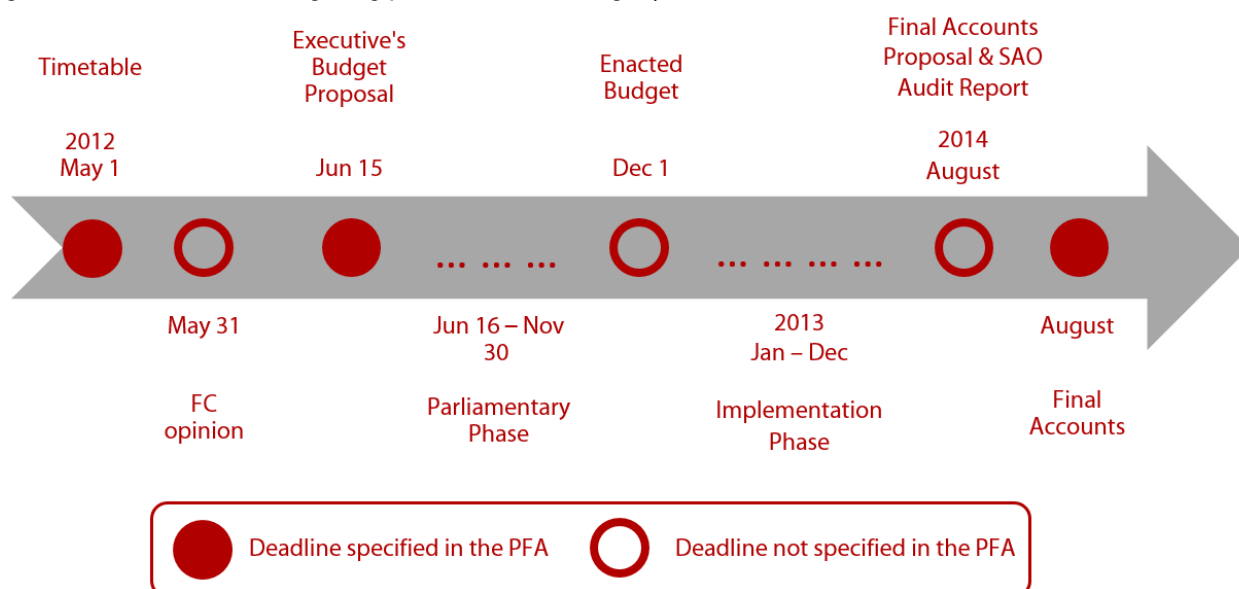 Timetable
2012
May 1
Executive's
Budget
Proposal
Jun 15
Enacted
Budget
Dec 1
Final Accounts
Proposal & SAO
Audit Report
2014
August
... ... ...
... ... ... ...
May 31
FC
opinion
Jun 16 – Nov
30
Parliamentary
Phase
2013
Jan – Dec
Implementation
Phase
August
Final
Accounts
Deadline specified in the PFA
Deadline not specified in the PFA